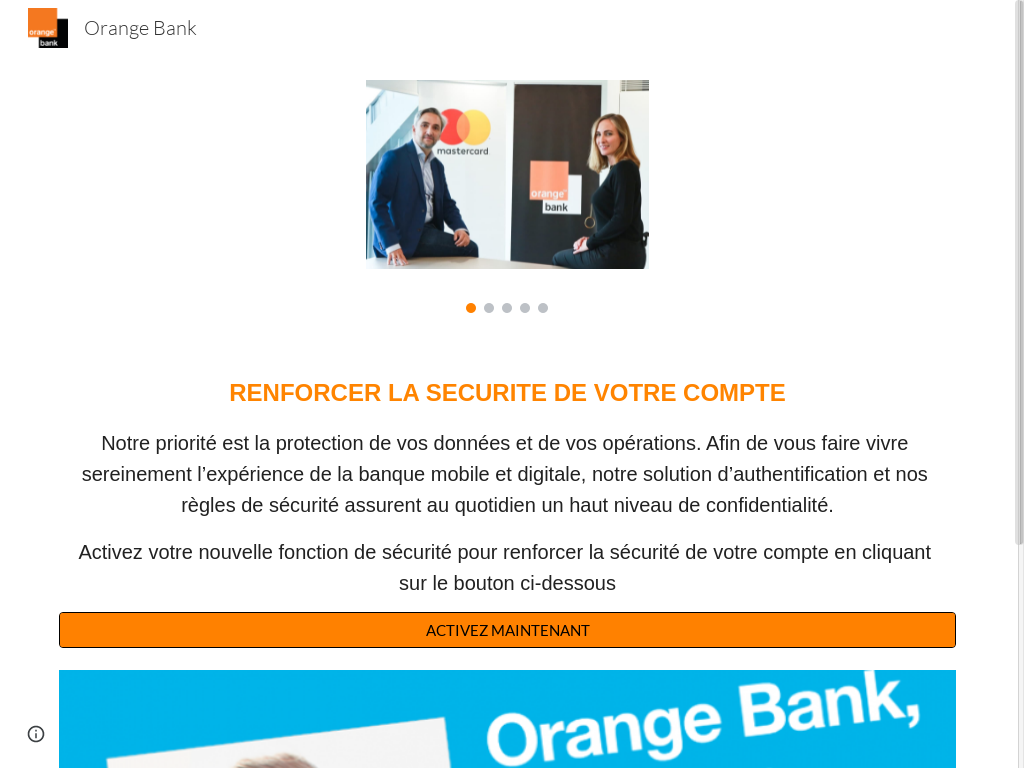 orange
bank
Orange Bank
mastercard
orange
bank
RENFORCER LA SECURITE DE VOTRE COMPTE
Notre priorité est la protection de vos données et de vos opérations. Afin de vous faire vivre
sereinement l’expérience de la banque mobile et digitale, notre solution d’authentification et nos
règles de sécurité assurent au quotidien un haut niveau de confidentialité.
Activez votre nouvelle fonction de sécurité pour renforcer la sécurité de votre compte en cliquant
sur le bouton ci-dessous
ACTIVEZ MAINTENANT
Orange Bank,